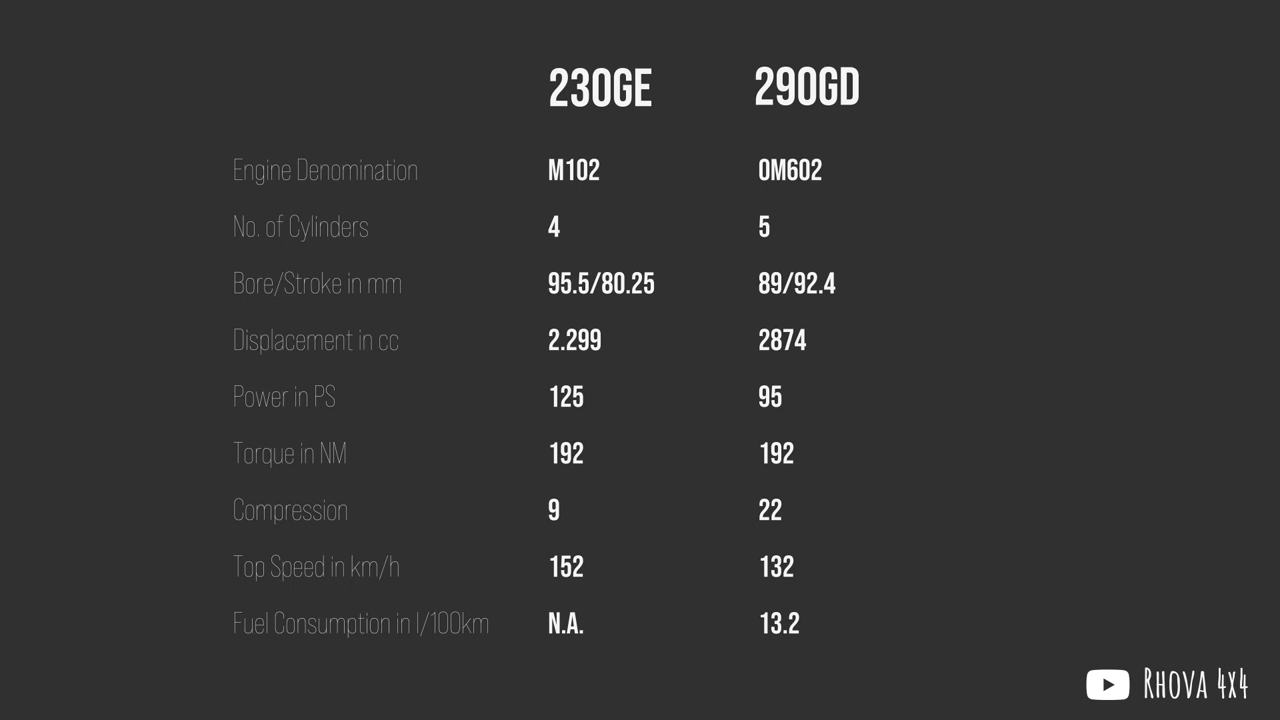 230GE 290GD
Engine Denomination M102 OM602
No. of Cylinders 4 5
Bore/Stroke in mm 95.5/80.25 89/92.4
Displacement in cc 2.299 2874
Power in PS 125 95
Torque in NM 192 192
Compression 9 22
Top Speed in km/h 152 132
Fuel Consumption in l/100km N.A. 13.2
Rhova 4x4